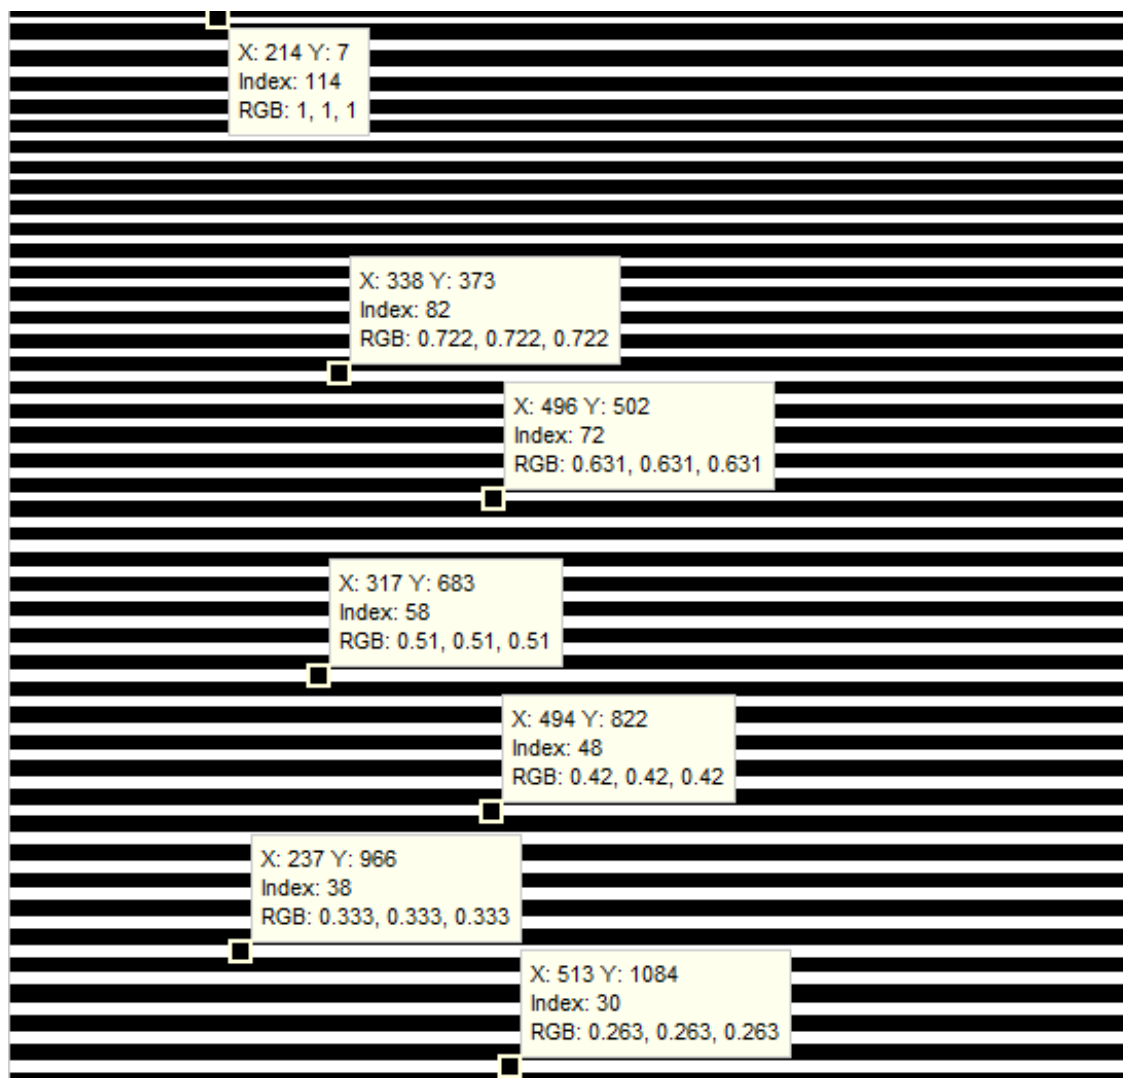 X: 214 Y: 7
Index: 114
RGB: 1, 1, 1
X: 338 Y: 373
Index: 82
RGB: 0.722, 0.722, 0.722
X: 496 Y: 502
Index: 72
RGB: 0.631, 0.631, 0.631
X: 317 Y: 683
Index: 58
RGB: 0.51, 0.51, 0.51
X: 494 Y: 822
Index: 48
RGB: 0.42, 0.42, 0.42
X: 237 Y: 966
Index: 38
RGB: 0.333, 0.333, 0.333
X: 513 Y: 1084
Index: 30
RGB: 0.263, 0.263, 0.263